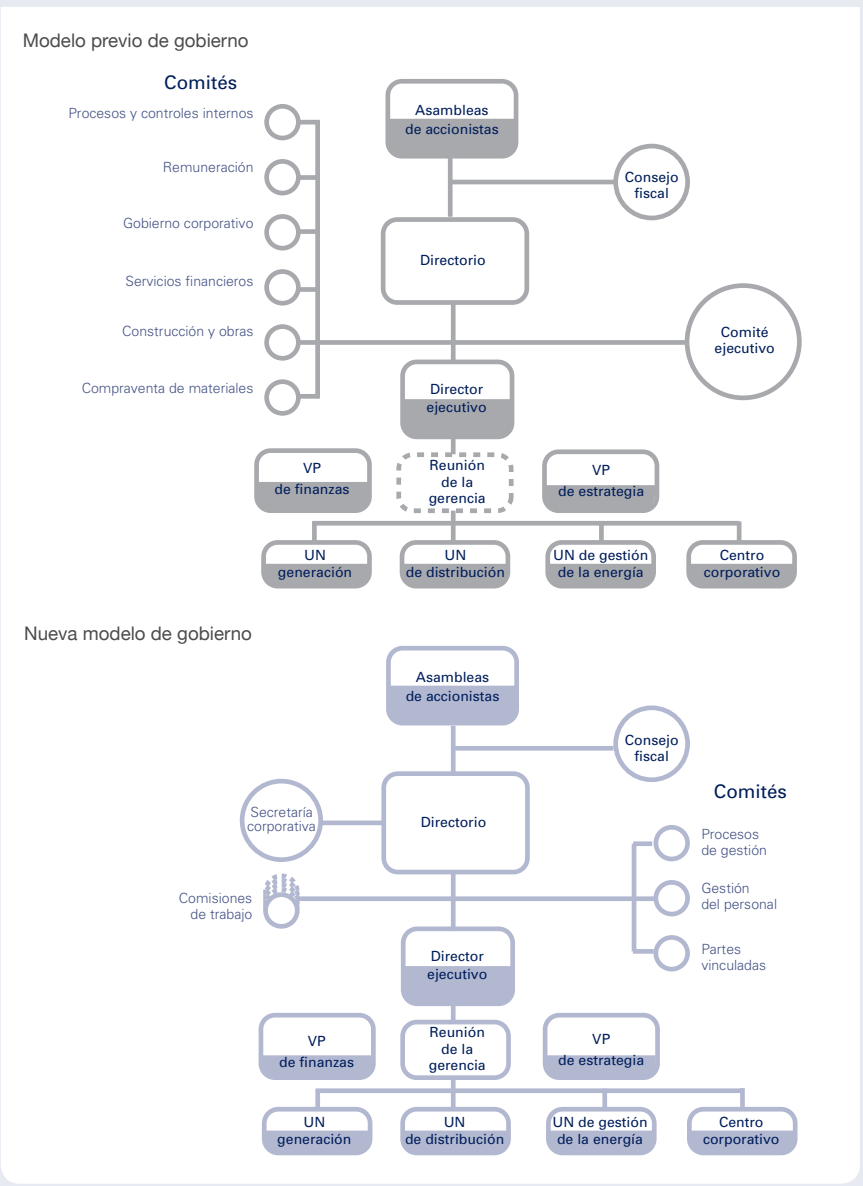 Modelo previo de gobierno
Comités
Procesos y controles internos
Remuneración
Gobierno corporativo
Servicios financieros
Construcción y obras
Compraventa de materiales
Asambleas
de accionistas
Consejo
fiscal
Directorio
Comité
ejecutivo
Director
ejecutivo
VP
de finanzas
Reunión
de la
gerencia
VP
de estrategia
UN
generación
UN
de distribución
UN de gestión
de la energía
Centro
corporativo
Nueva modelo de gobierno
Asambleas
de accionistas
Consejo
fiscal
Comités
Secretaría
corporativa
Directorio
Procesos
de gestión
Comisiones
de trabajo
Gestión
del personal
Partes
vinculadas
Director
ejecutivo
VP
de finanzas
Reunión
de la
gerencia
VP
de estrategia
UN
generación
UN
de distribución
UN de gestión
de la energía
Centro
corporativo